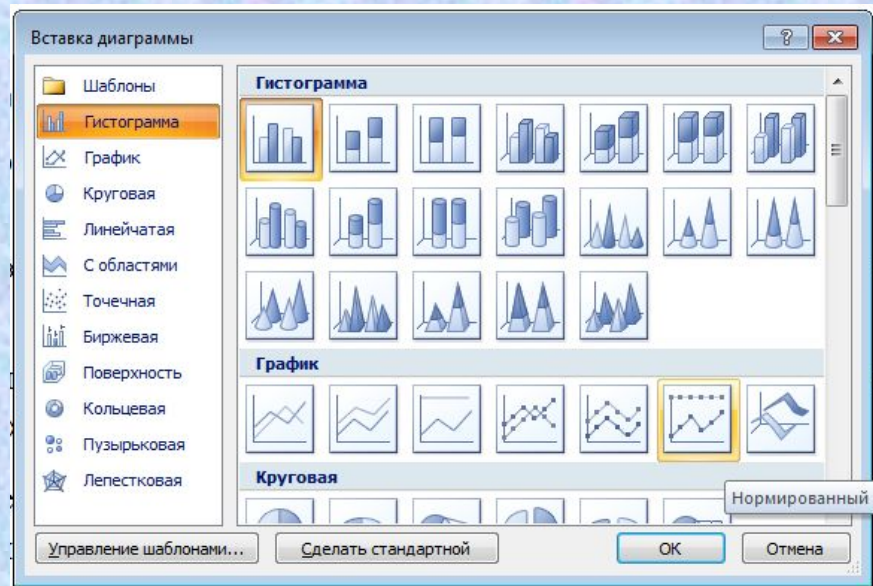 Вставка диаграммы
Шаблоны
Гистограмма
График
Круговая
Линейчатая
С областями
Точечная
Биржевая
Поверхность
Кольцевая
Пузырьковая
Лепестковая
Гистограмма
График
Круговая
Нормированный
Управление шаблонами...
Сделать стандартной
ОК
Отмена